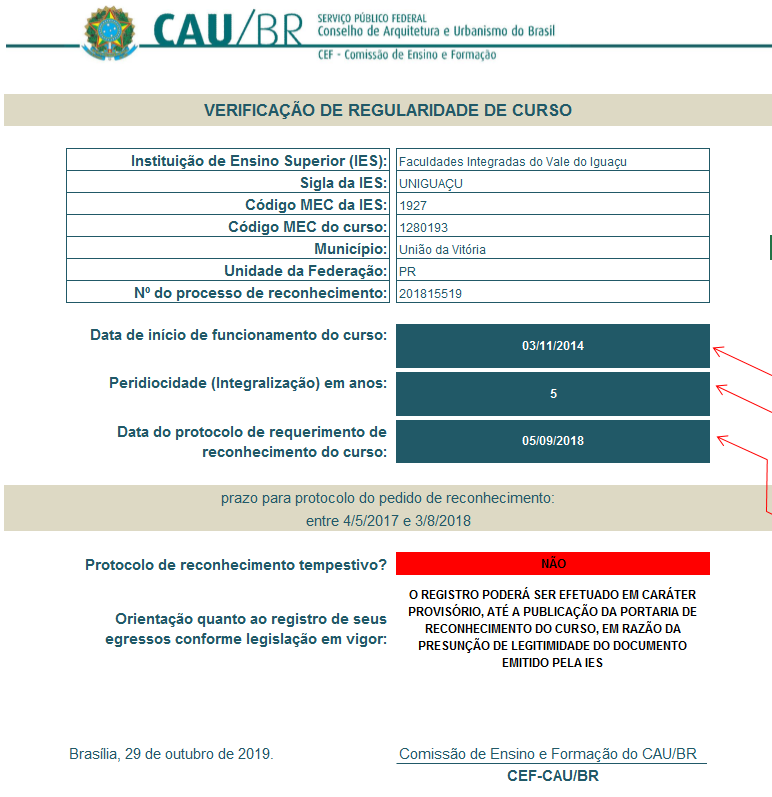 CAU/BR
SERVIÇO PÚBLICO FEDERAL
Conselho de Arquitetura e Urbanismo do Brasil
CEF - Comissão de Ensino e Formação
VERIFICAÇÃO DE REGULARIDADE DE CURSO
Instituição de Ensino Superior (IES): Faculdades Integradas do Vale do Iguaçu
Sigla da IES: UNIGUAÇU
Código MEC da IES: 1927
Código MEC do curso: 1280193
Município: União da Vitória
Unidade da Federação: PR
Nº do processo de reconhecimento: 201815519
Data de início de funcionamento do curso: 03/11/2014
Peridiocidade (Integralização) em anos: 5
Data do protocolo de requerimento de
reconhecimento do curso: 05/09/2018
prazo para protocolo do pedido de reconhecimento:
entre 4/5/2017 e 3/8/2018
Protocolo de reconhecimento tempestivo? NÃO
Orientação quanto ao registro de seus
egressos conforme legislação em vigor:
O REGISTRO PODERÁ SER EFETUADO EM CARÁTER
PROVISÓRIO, ATÉ A PUBLICAÇÃO DA PORTARIA DE
RECONHECIMENTO DO CURSO, EM RAZÃO DA
PRESUNÇÃO DE LEGITIMIDADE DO DOCUMENTO
EMITIDO PELA IES
Brasília, 29 de outubro de 2019.
Comissão de Ensino e Formação do CAU/BR
CEF-CAU/BR